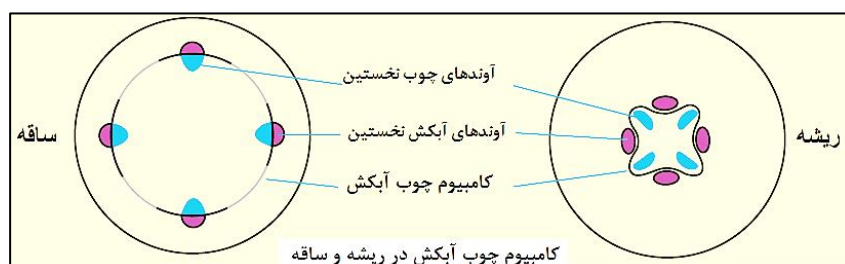 آوندهای چوب نخستین
ریشه
آوندهای آبکش نخستین
ساقه
کامبیوم چوب آبکش
کامبیوم چوب آبکش در ریشه و ساقه